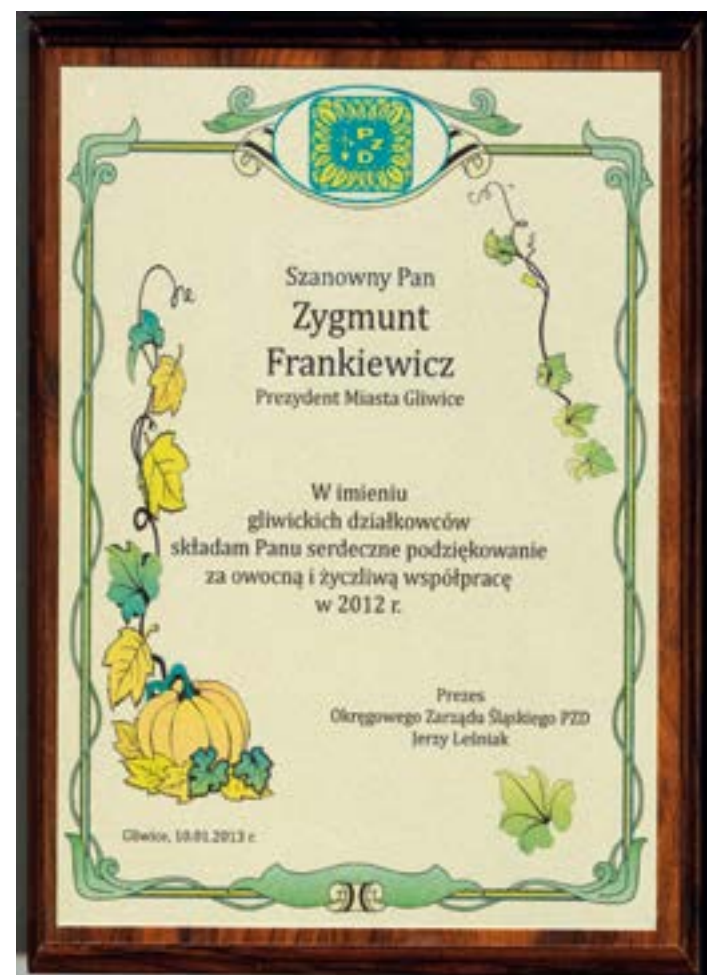 PZD
Szanowny Pan
Zygmunt
Frankiewicz
Prezydent Miasta Gliwice
W imieniu
gliwickich działkowców
składam Panu serdeczne podziękowanie
za owocną i życzliwą współpracę
w 2012 r.
Prezes
Okręgowego Zarządu Śląskiego PZD
Jerzy Leśniak
Gliwice, 10.01.2013 r.